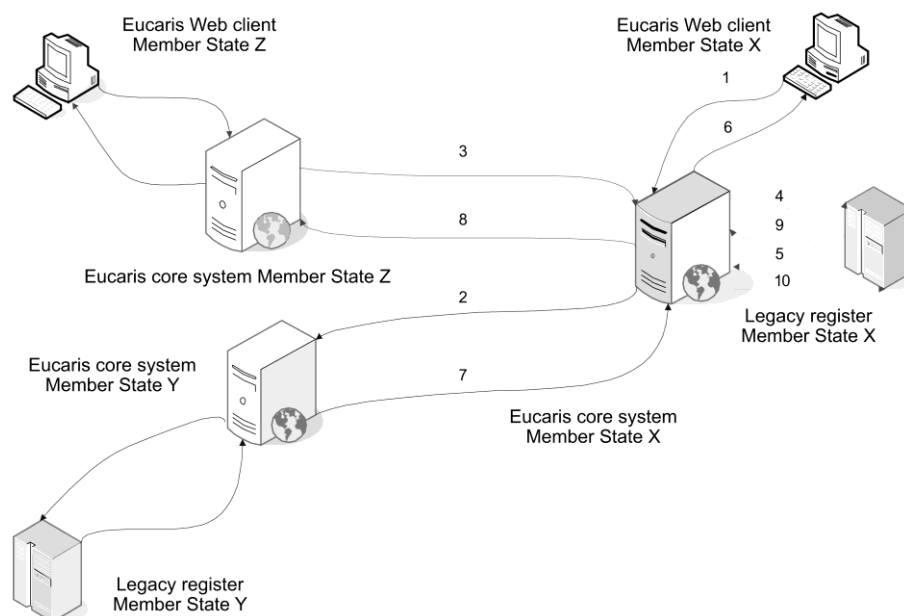 Eucaris Web client
Member State Z
Eucaris Web client
Member State X
1
6
3
4
8
9
5
10
Eucaris core system Member State Z
2
Legacy register
Member State X
Eucaris core system
Member State Y
7
Eucaris core system
Member State X
Legacy register
Member State Y